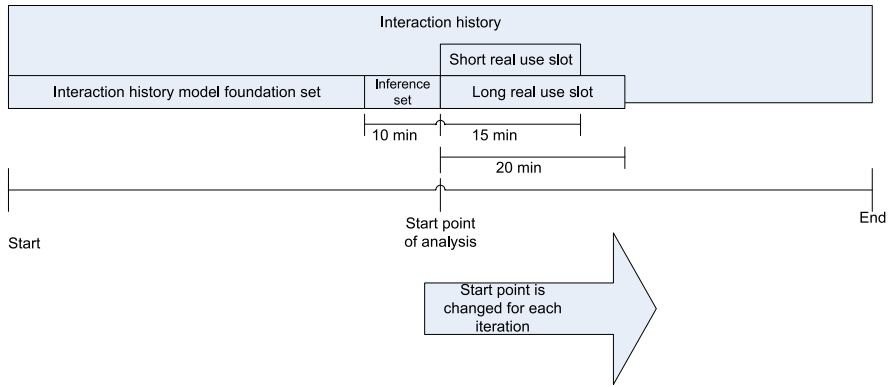 Interaction history
Short real use slot
Interaction history model foundation set
Inference
set
Long real use slot
10 min
15 min
20 min
Start
Start point
of analysis
End
Start point is
changed for each
iteration